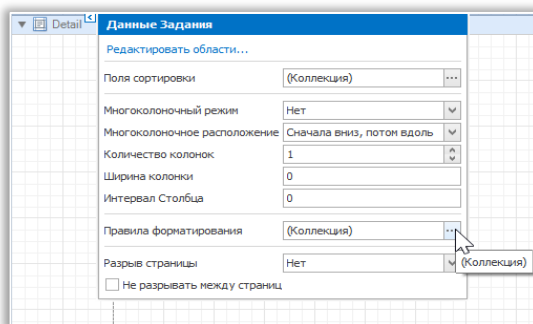 Detail
Данные Задания
Редактировать области...
Поля сортировки (Коллекция) ...
Многоколоночный режим Нет
Многоколоночное расположение Сначала вниз, потом вдоль
Количество колонок 1
Ширина колонки 0
Интервал Столбца 0
Правила форматирования (Коллекция) ...
Разрыв страницы Нет
(Коллекция)
Не разрывать между страниц